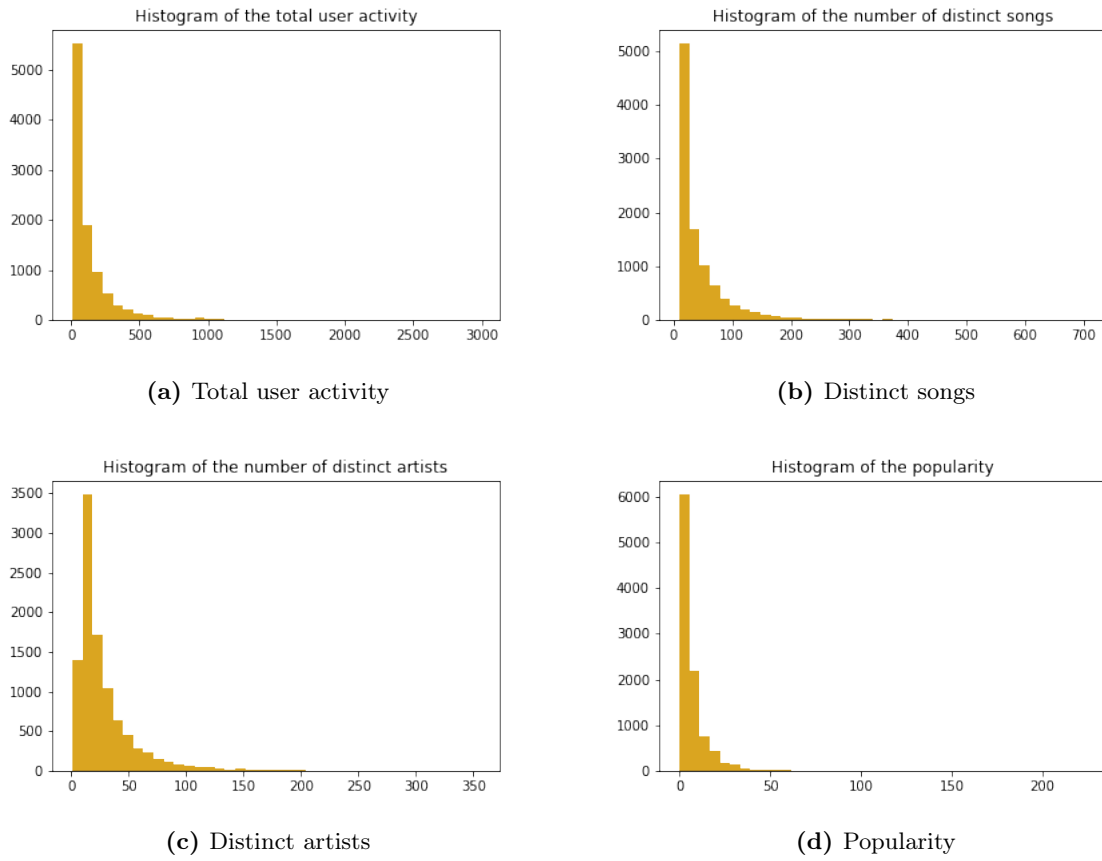 Histogram of the total user activity
5000
4000
3000
2000
1000
0
0 500 1000 1500 2000 2500 3000
(a) Total user activity
Histogram of the number of distinct songs
5000
4000
3000
2000
1000
0
0 100 200 300 400 500 600 700
(b) Distinct songs
Histogram of the number of distinct artists
3500
3000
2500
2000
1500
1000
500
0
0 50 100 150 200 250 300 350
(c) Distinct artists
Histogram of the popularity
6000
5000
4000
3000
2000
1000
0
0 50 100 150 200
(d) Popularity